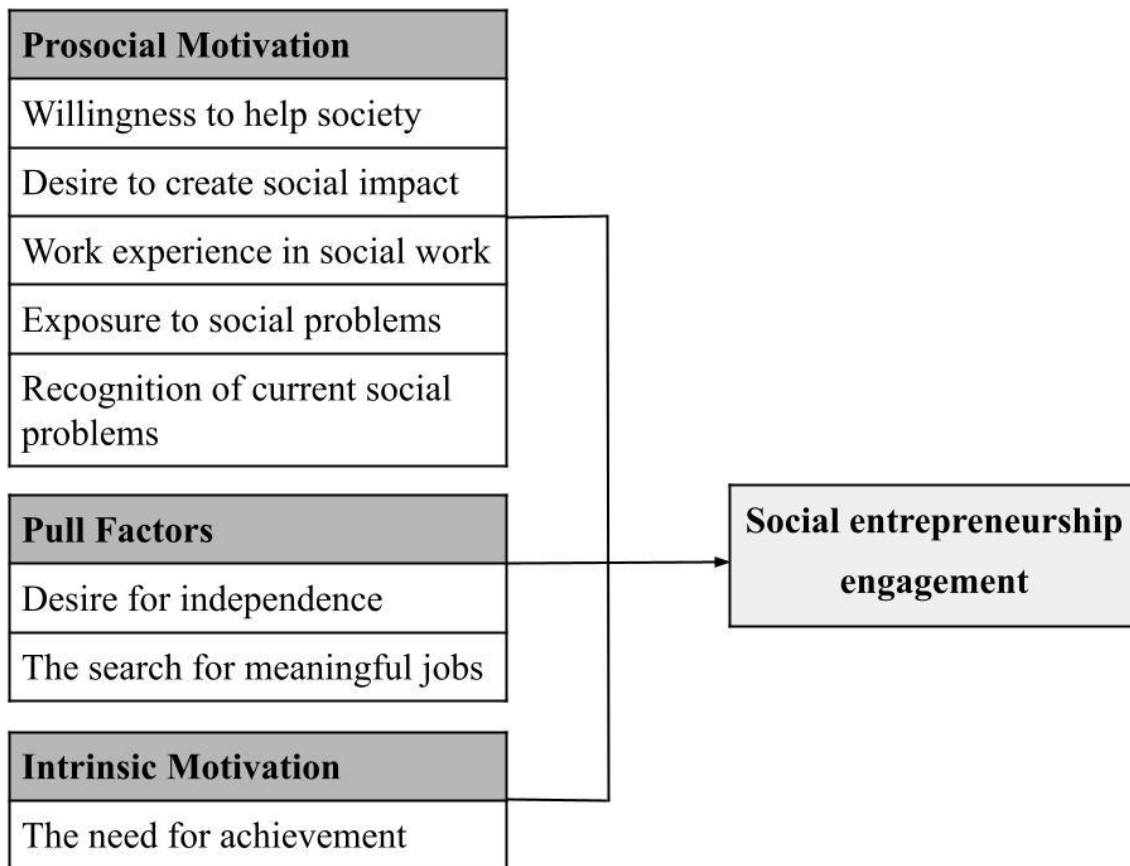 Prosocial Motivation
Willingness to help society
Desire to create social impact
Work experience in social work
Exposure to social problems
Recognition of current social
problems
Pull Factors
Desire for independence
The search for meaningful jobs
Intrinsic Motivation
The need for achievement
Social entrepreneurship
engagement